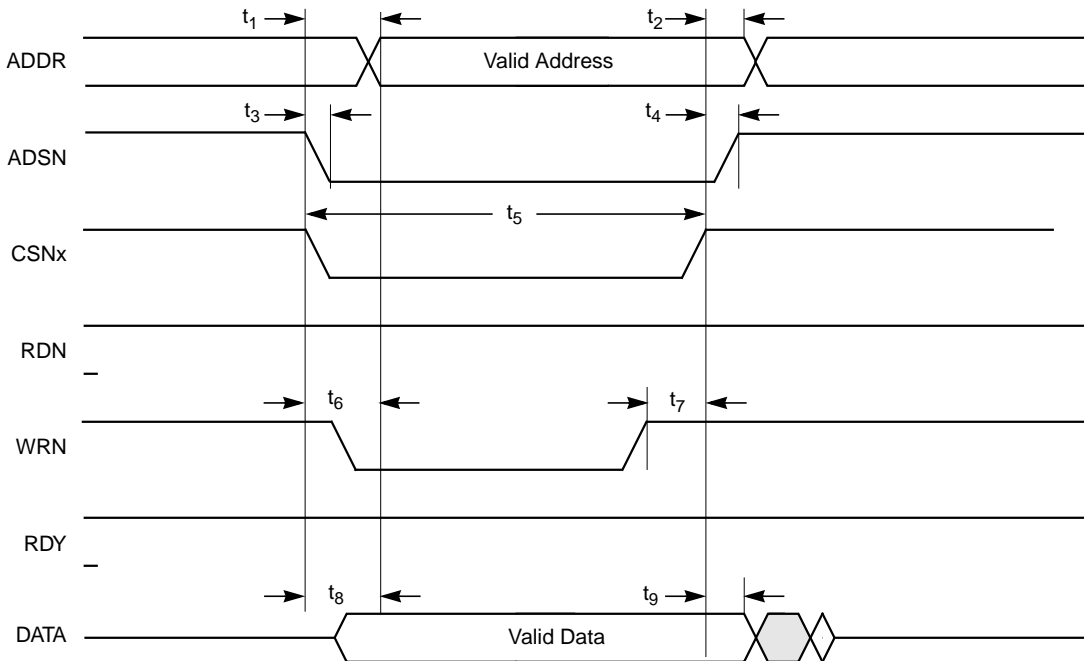 t1
t2
ADDR
Valid Address
t3
t4
ADSN
t5
CSNx
RDN
t6
t7
WRN
RDY
t8
t9
DATA
Valid Data